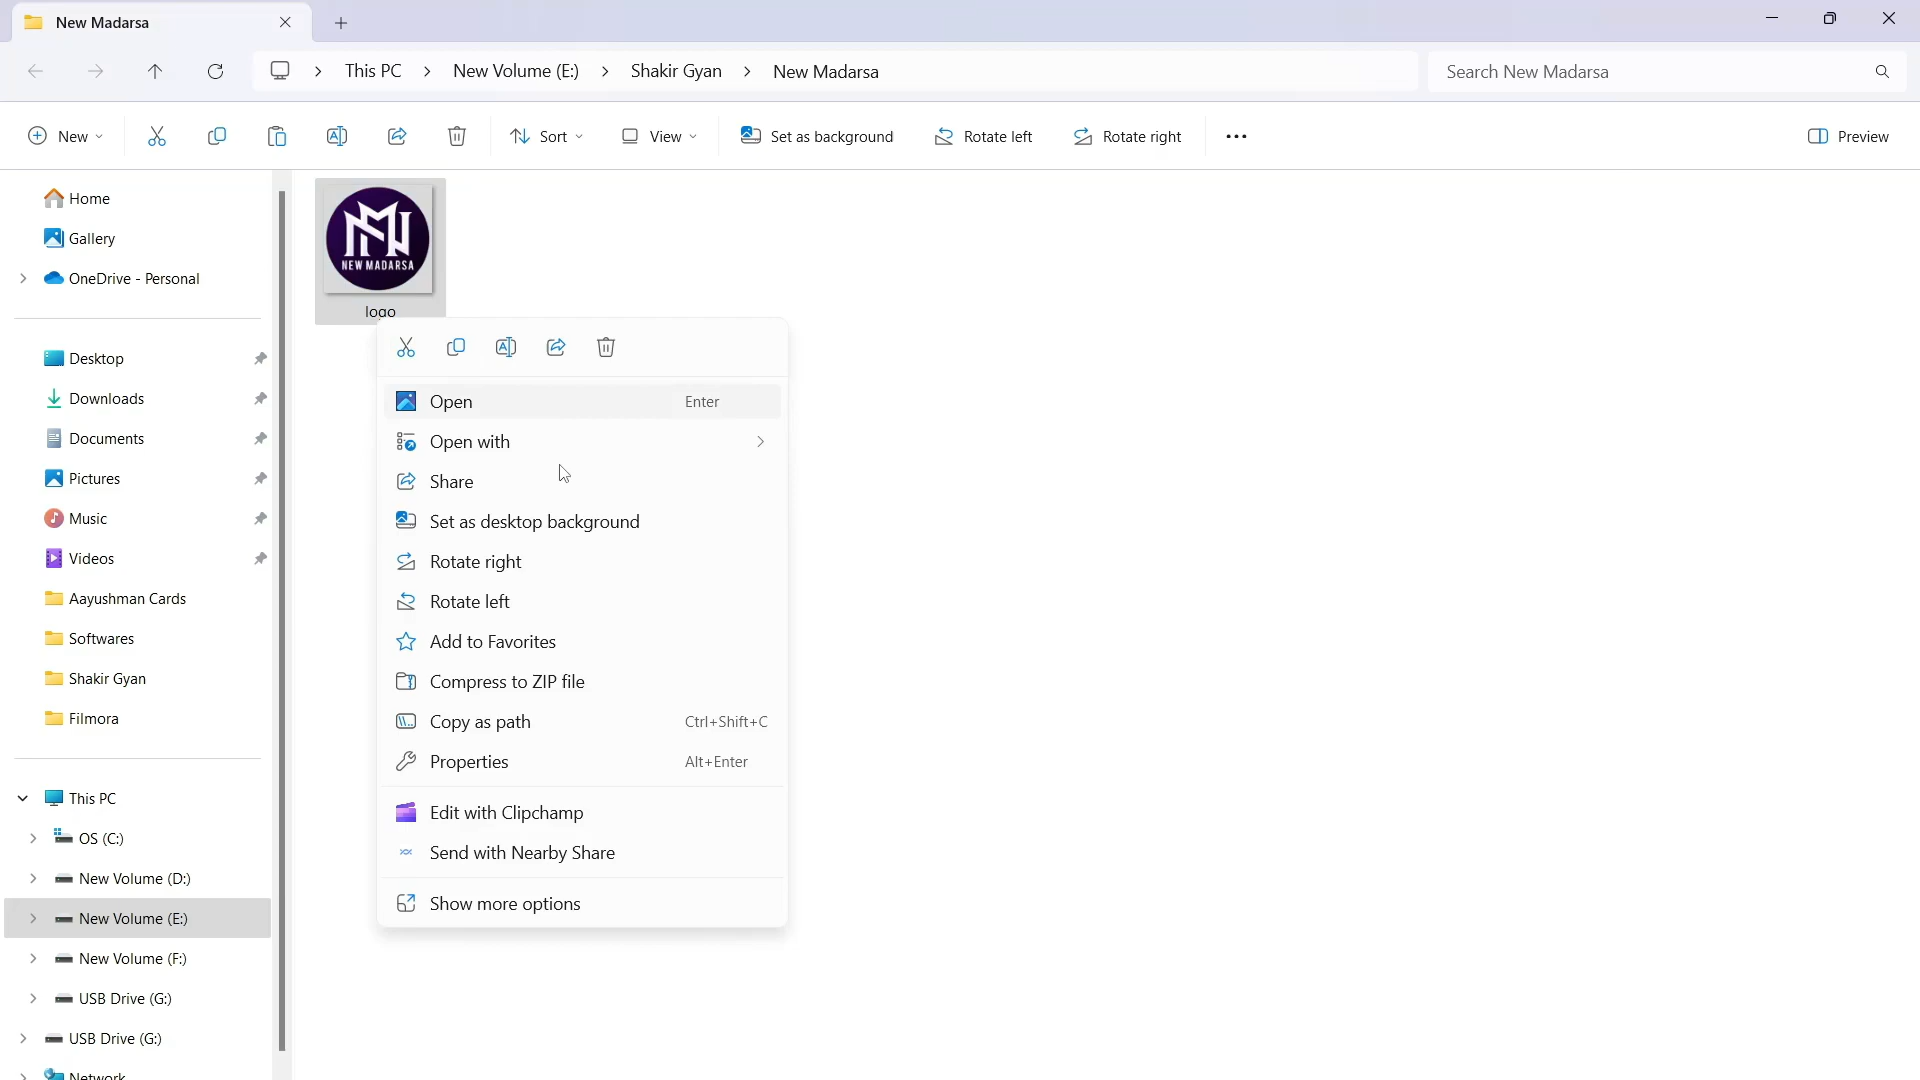 New Madarsa
This PC > New Volume (E:) > Shakir Gyan > New Madarsa
Search New Madarsa
New
Sort
View
Set as background
Rotate left
Rotate right
Preview
Home
Gallery
OneDrive - Personal
Desktop
Downloads
Documents
Pictures
Music
Videos
Aayushman Cards
Softwares
Shakir Gyan
Filmora
This PC
OS (C:)
New Volume (D:)
New Volume (E:)
New Volume (F:)
USB Drive (G:)
USB Drive (G:)
Network
NEW MADARSA
logo
Open Enter
Open with
Share
Set as desktop background
Rotate right
Rotate left
Add to Favorites
Compress to ZIP file
Copy as path Ctrl+Shift+C
Properties Alt+Enter
Edit with Clipchamp
Send with Nearby Share
Show more options